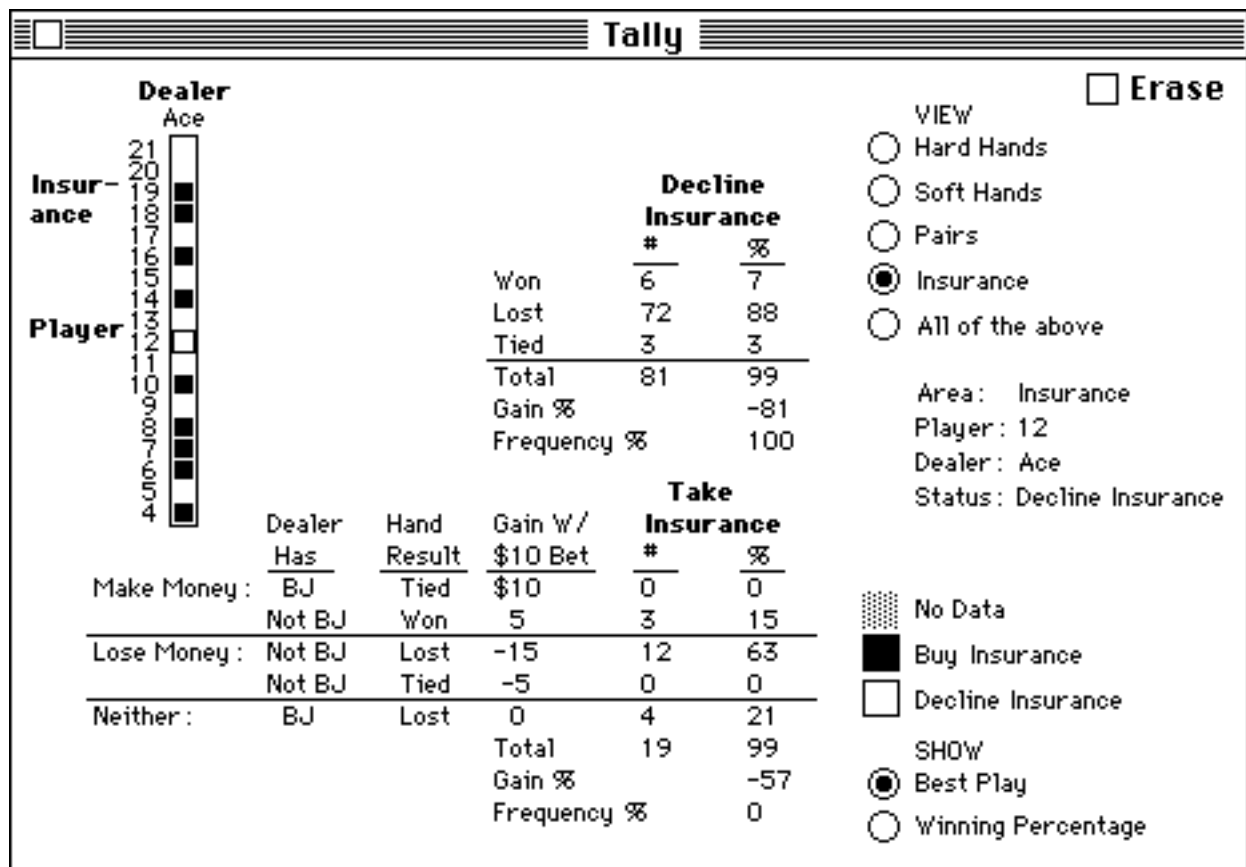 Tally
Dealer
Ace
Erase
VIEW
Hard Hands
Soft Hands
Pairs
Insurance
All of the above
Insur-
ance
Player
21
20
19
18
17
16
15
14
13
12
11
10
9
8
7
6
5
4
Decline
Insurance
# %
Won 6 7
Lost 72 88
Tied 3 3
Total 81 99
Gain % -81
Frequency % 100
Area: Insurance
Player: 12
Dealer: Ace
Status: Decline Insurance
Take
Dealer Hand Gain W/ Insurance
Has Result $10 Bet # %
Make Money: BJ Tied $10 0 0
Not BJ Won 5 3 15
Lose Money: Not BJ Lost -15 12 63
Not BJ Tied -5 0 0
Neither: BJ Lost 0 4 21
Total 19 99
Gain % -57
Frequency % 0
No Data
Buy Insurance
Decline Insurance
SHOW
Best Play
Winning Percentage